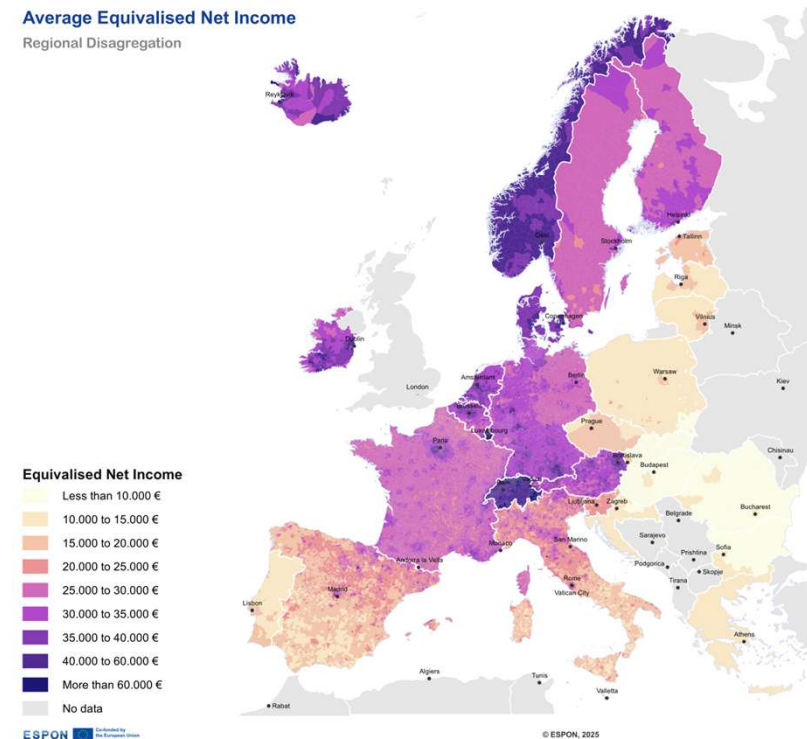 Average Equivalised Net Income
Regional Disagregation
Reykjavik
Oslo
Helsinki
Stockholm
Tallinn
Riga
Copenhagen
Vilnius
Minsk
Dublin
London
Amsterdam
Berlin
Warsaw
Kiev
Brussels
Luxembourg
Prague
Paris
Bratislava
Chisinau
Budapest
Ljubljana
Zagreb
Bucharest
Belgrade
Monaco
San Marino
Sarajevo
Andorra la Vella
Prishtina
Sofia
Podgorica
Skopje
Rome
Vatican City
Tirana
Madrid
Lisbon
Athens
Algiers
Tunis
Valletta
Rabat
Equivalised Net Income
Less than 10.000 €
10.000 to 15.000 €
15.000 to 20.000 €
20.000 to 25.000 €
25.000 to 30.000 €
30.000 to 35.000 €
35.000 to 40.000 €
40.000 to 60.000 €
More than 60.000 €
No data
ESPON
Co-funded by
the European Union
© ESPON, 2025